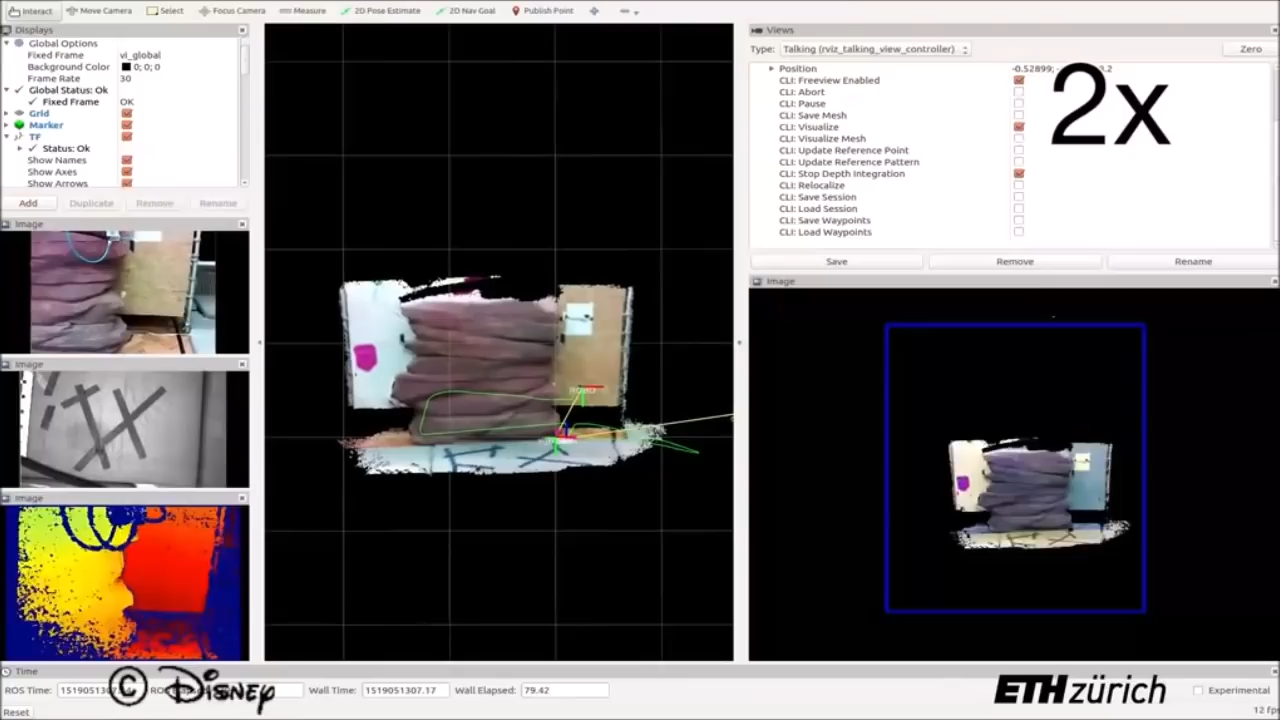 Interact Move Camera Select Focus Camera Measure 2D Pose Estimate 2D Nav Goal Publish Point
Displays
Global Options
Fixed Frame vi_global
Background Color 0; 0; 0
Frame Rate 30
Global Status: Ok
Fixed Frame OK
Grid
Marker
TF
Status: Ok
Show Names
Show Axes
Show Arrows
Add Duplicate Remove Rename
Image
Image
Image
Views
Type: Talking (rviz_talking_view_controller) Zero
Position -0.52899;
CLI: Freeview Enabled
CLI: Abort
CLI: Pause
CLI: Save Mesh
CLI: Visualize
CLI: Visualize Mesh
CLI: Update Reference Point
CLI: Update Reference Pattern
CLI: Stop Depth Integration
CLI: Relocalize
CLI: Save Session
CLI: Load Session
CLI: Save Waypoints
CLI: Load Waypoints
2x
Save Remove Rename
Image
Time
ROS Time: Wall Time: 1519051307.17 Wall Elapsed: 79.42 Experimental
© Disney
ETH zürich
Reset 12 fp